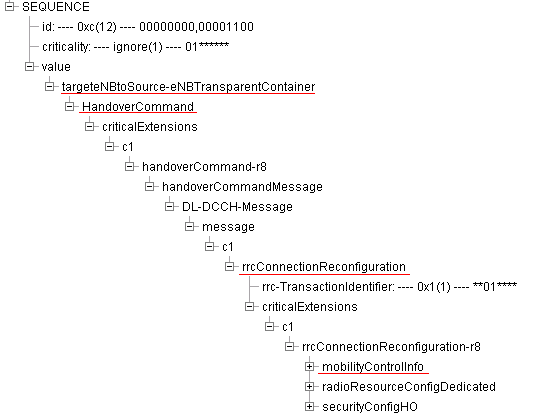 SEQUENCE
id: ---- 0xc(12) ---- 00000000,00001100
criticality: ---- ignore(1) ---- 01******
value
targeteNBtoSource-eNBTransparentContainer
HandoverCommand
criticalExtensions
c1
handoverCommand-r8
handoverCommandMessage
DL-DCCH-Message
message
c1
rrcConnectionReconfiguration
rrc-TransactionIdentifier: ---- 0x1(1) ---- **01****
criticalExtensions
c1
rrcConnectionReconfiguration-r8
mobilityControlInfo
radioResourceConfigDedicated
securityConfigHO